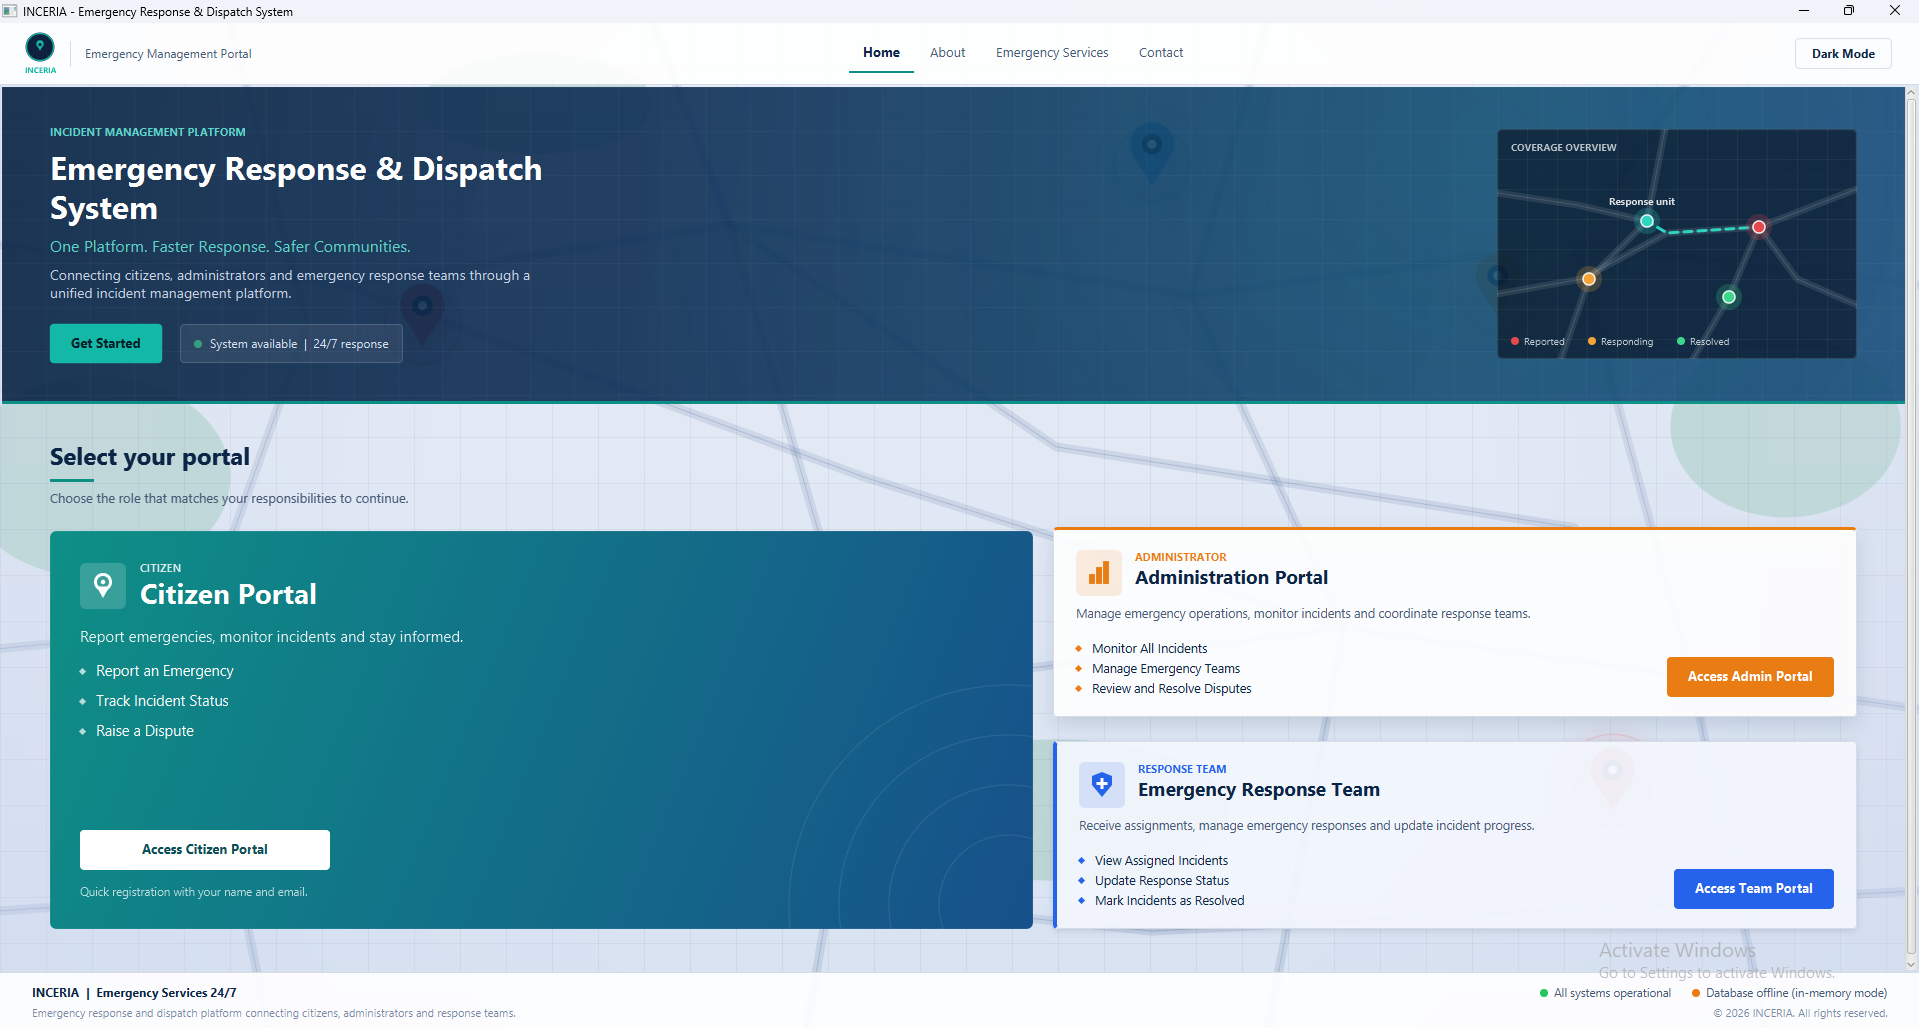 INCERIA - Emergency Response & Dispatch System
INCERIA
Emergency Management Portal
Home
About
Emergency Services
Contact
Dark Mode
INCIDENT MANAGEMENT PLATFORM
Emergency Response & Dispatch
System
One Platform. Faster Response. Safer Communities.
Connecting citizens, administrators and emergency response teams through a
unified incident management platform.
Get Started
System available | 24/7 response
COVERAGE OVERVIEW
Response unit
Reported
Responding
Resolved
Select your portal
Choose the role that matches your responsibilities to continue.
CITIZEN
Citizen Portal
Report emergencies, monitor incidents and stay informed.
Report an Emergency
Track Incident Status
Raise a Dispute
Access Citizen Portal
Quick registration with your name and email.
ADMINISTRATOR
Administration Portal
Manage emergency operations, monitor incidents and coordinate response teams.
Monitor All Incidents
Manage Emergency Teams
Review and Resolve Disputes
Access Admin Portal
RESPONSE TEAM
Emergency Response Team
Receive assignments, manage emergency responses and update incident progress.
View Assigned Incidents
Update Response Status
Mark Incidents as Resolved
Access Team Portal
Activate Windows
Go to Settings to activate Windows.
INCERIA | Emergency Services 24/7
Emergency response and dispatch platform connecting citizens, administrators and response teams.
All systems operational
Database offline (in-memory mode)
© 2026 INCERIA. All rights reserved.